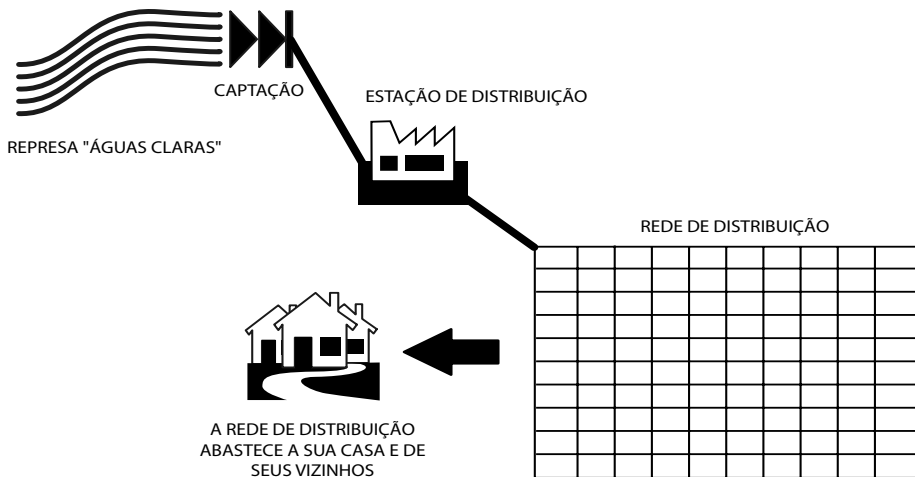 CAPTAÇÃO
ESTAÇÃO DE DISTRIBUIÇÃO
REPRESA "ÁGUAS CLARAS"
REDE DE DISTRIBUIÇÃO
A REDE DE DISTRIBUIÇÃO
ABASTECE A SUA CASA E DE
SEUS VIZINHOS